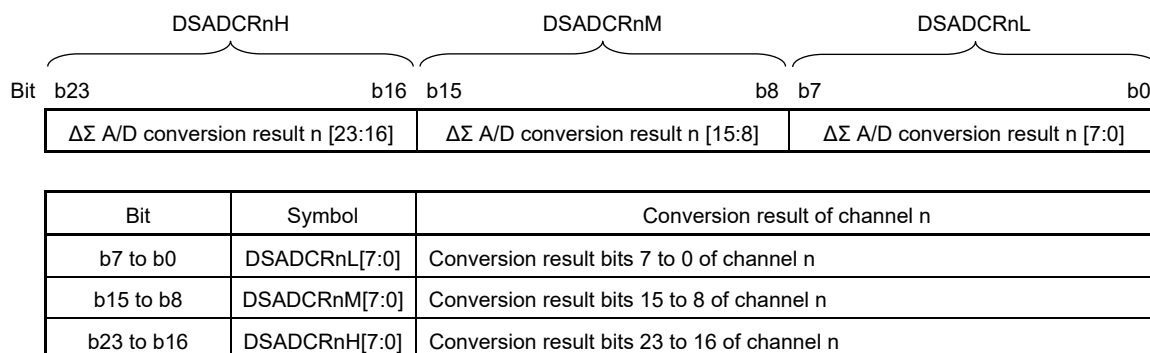 DSADCRnH DSADCRnM DSADCRnL
Bit b23 b16 b15 b8 b7 b0
ΔΣ A/D conversion result n [23:16] ΔΣ A/D conversion result n [15:8] ΔΣ A/D conversion result n [7:0]
Bit Symbol Conversion result of channel n
b7 to b0 DSADCRnL[7:0] Conversion result bits 7 to 0 of channel n
b15 to b8 DSADCRnM[7:0] Conversion result bits 15 to 8 of channel n
b23 to b16 DSADCRnH[7:0] Conversion result bits 23 to 16 of channel n